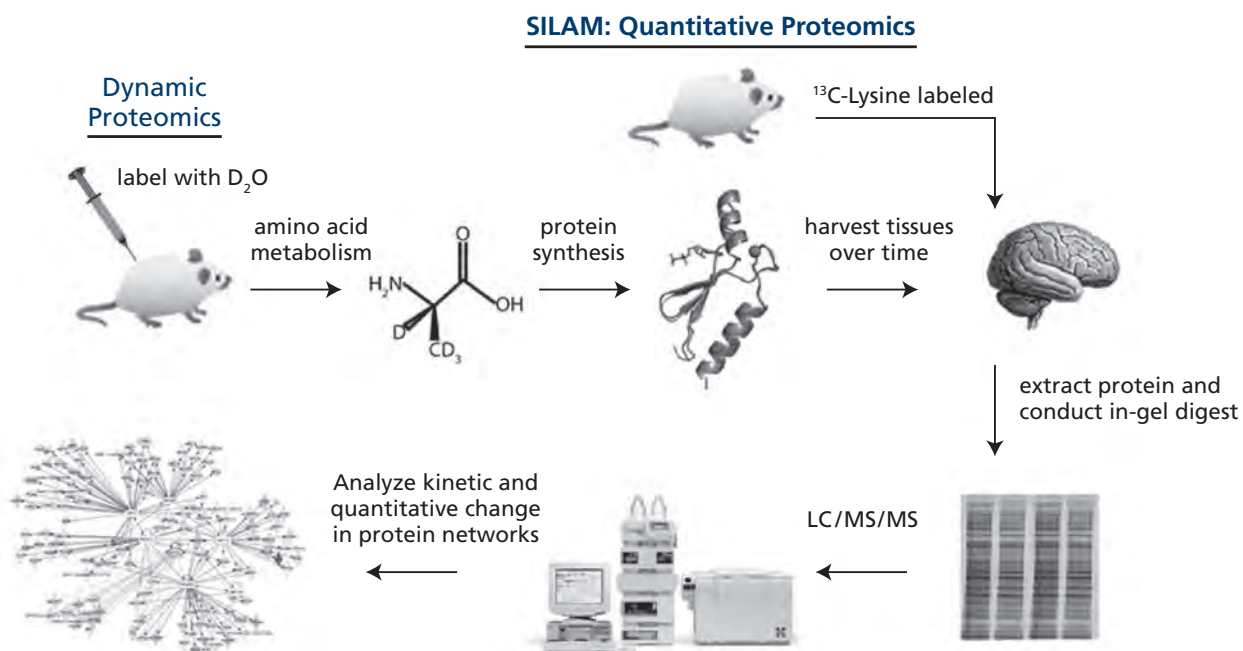 SILAM: Quantitative Proteomics
Dynamic
Proteomics
¹³C-Lysine labeled
label with D₂O
amino acid
metabolism
O
H₂N
OH
D
CD₃
protein
synthesis
harvest tissues
over time
extract protein and
conduct in-gel digest
LC/MS/MS
Analyze kinetic and
quantitative change
in protein networks